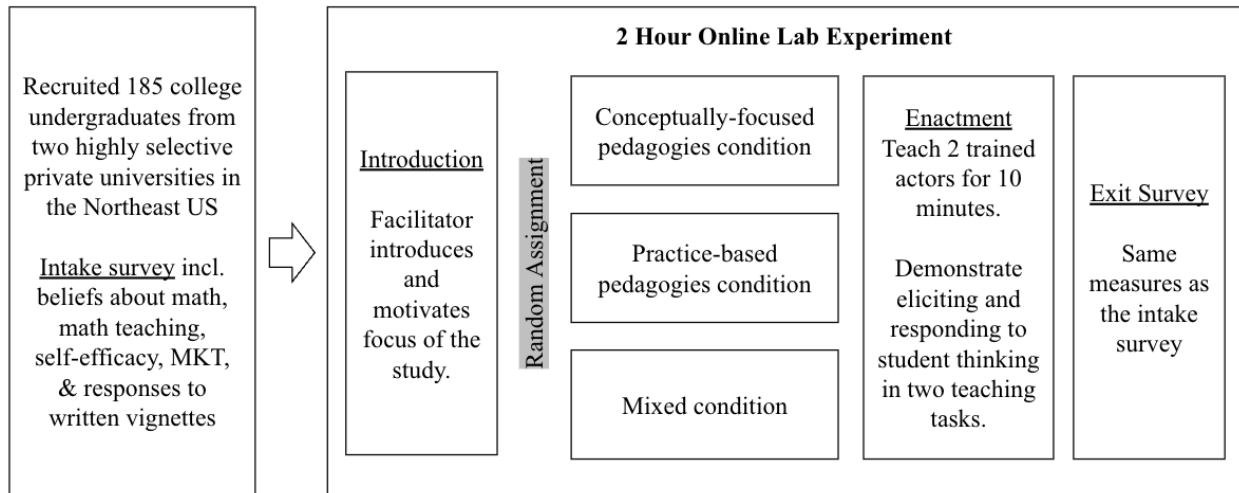 Recruited 185 college
undergraduates from
two highly selective
private universities in
the Northeast US
Intake survey incl.
beliefs about math,
math teaching,
self-efficacy, MKT,
& responses to
written vignettes
2 Hour Online Lab Experiment
Introduction
Facilitator
introduces
and
motivates
focus of the
study.
Random Assignment
Conceptually-focused
pedagogies condition
Practice-based
pedagogies condition
Mixed condition
Enactment
Teach 2 trained
actors for 10
minutes.
Demonstrate
eliciting and
responding to
student thinking
in two teaching
tasks.
Exit Survey
Same
measures as
the intake
survey